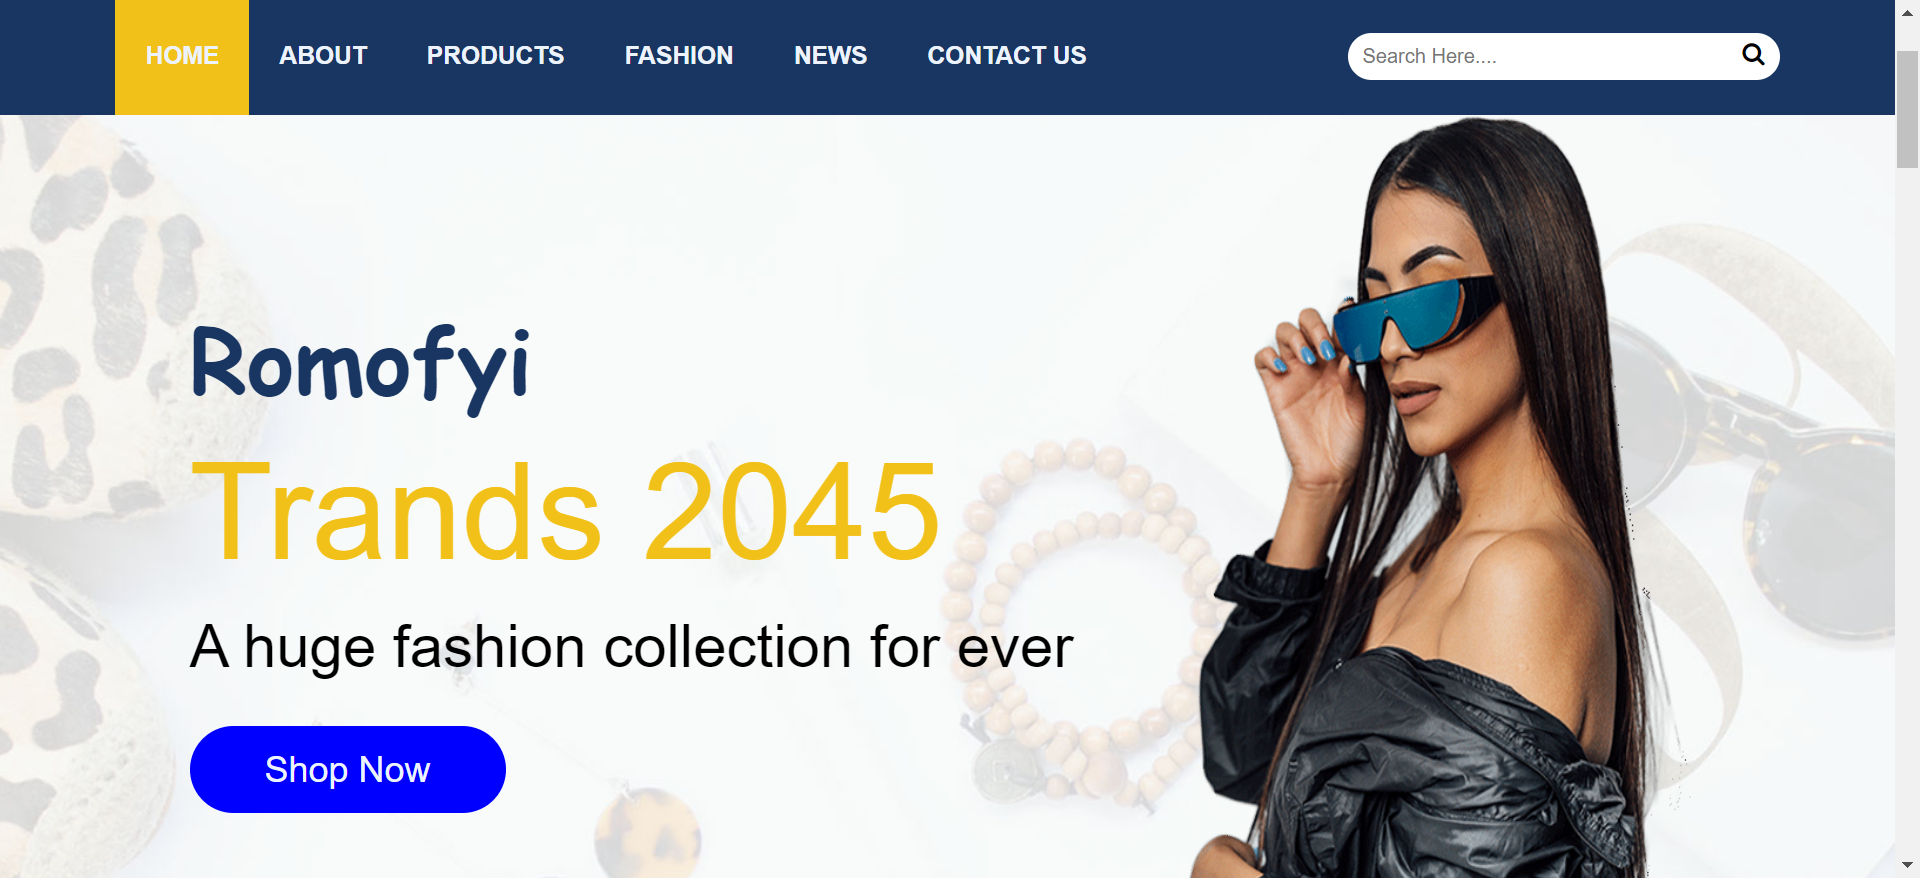 HOME ABOUT PRODUCTS FASHION NEWS CONTACT US Search Here....
Romofyi
Trands 2045
A huge fashion collection for ever
Shop Now